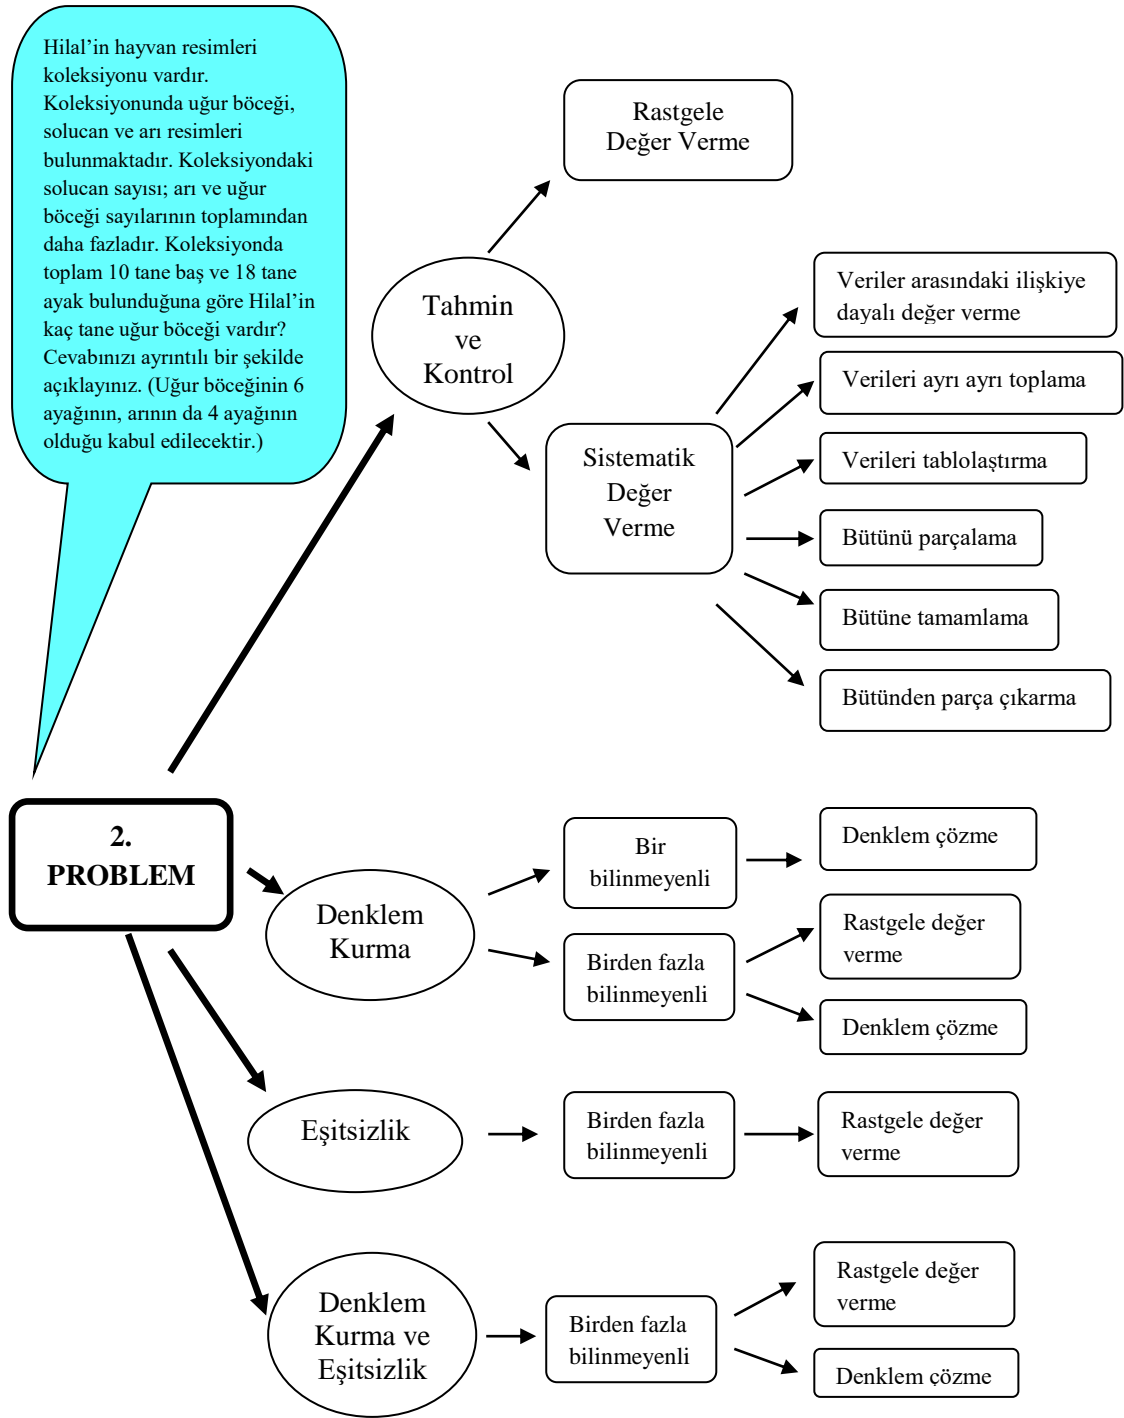 Hilal’in hayvan resimleri
koleksiyonu vardır.
Koleksiyonunda uğur böceği,
solucan ve arı resimleri
bulunmaktadır. Koleksiyondaki
solucan sayısı; arı ve uğur
böceği sayılarının toplamından
daha fazladır. Koleksiyonda
toplam 10 tane baş ve 18 tane
ayak bulunduğuna göre Hilal’in
kaç tane uğur böceği vardır?
Cevabınızı ayrıntılı bir şekilde
açıklayınız. (Uğur böceğinin 6
ayağının, arının da 4 ayağının
olduğu kabul edilecektir.)
Rastgele
Değer Verme
Tahmin
ve
Kontrol
Sistematik
Değer
Verme
Veriler arasındaki ilişkiye
dayalı değer verme
Verileri ayrı ayrı toplama
Verileri tablolaştırma
Bütünü parçalama
Bütüne tamamlama
Bütünden parça çıkarma
2.
PROBLEM
Denklem
Kurma
Bir
bilinmeyenli
Denklem çözme
Birden fazla
bilinmeyenli
Rastgele değer
verme
Denklem çözme
Eşitsizlik
Birden fazla
bilinmeyenli
Rastgele değer
verme
Denklem
Kurma ve
Eşitsizlik
Birden fazla
bilinmeyenli
Rastgele değer
verme
Denklem çözme